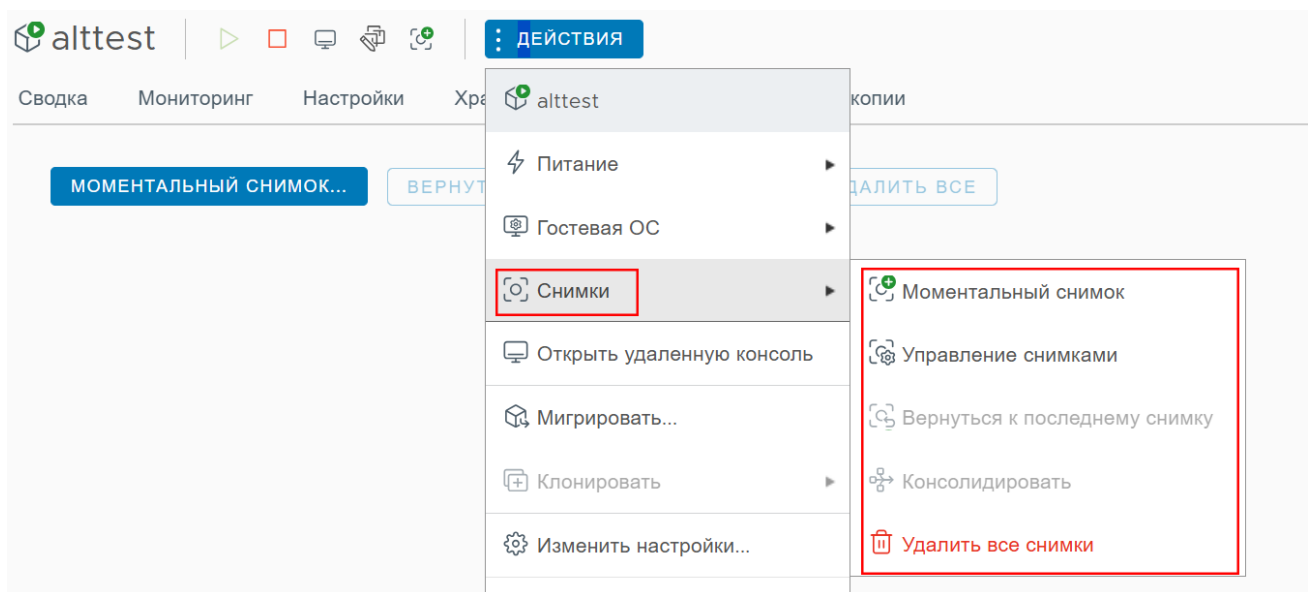 alttest
ДЕЙСТВИЯ
Сводка Мониторинг Настройки
alttest
копии
Питание
МОМЕНТАЛЬНЫЙ СНИМОК...
ВЕРНУТ
ДАЛИТЬ ВСЕ
Гостевая ОС
Снимки
Моментальный снимок
Открыть удаленную консоль
Управление снимками
Мигрировать...
Вернуться к последнему снимку
Клонировать
Консолидировать
Изменить настройки...
Удалить все снимки